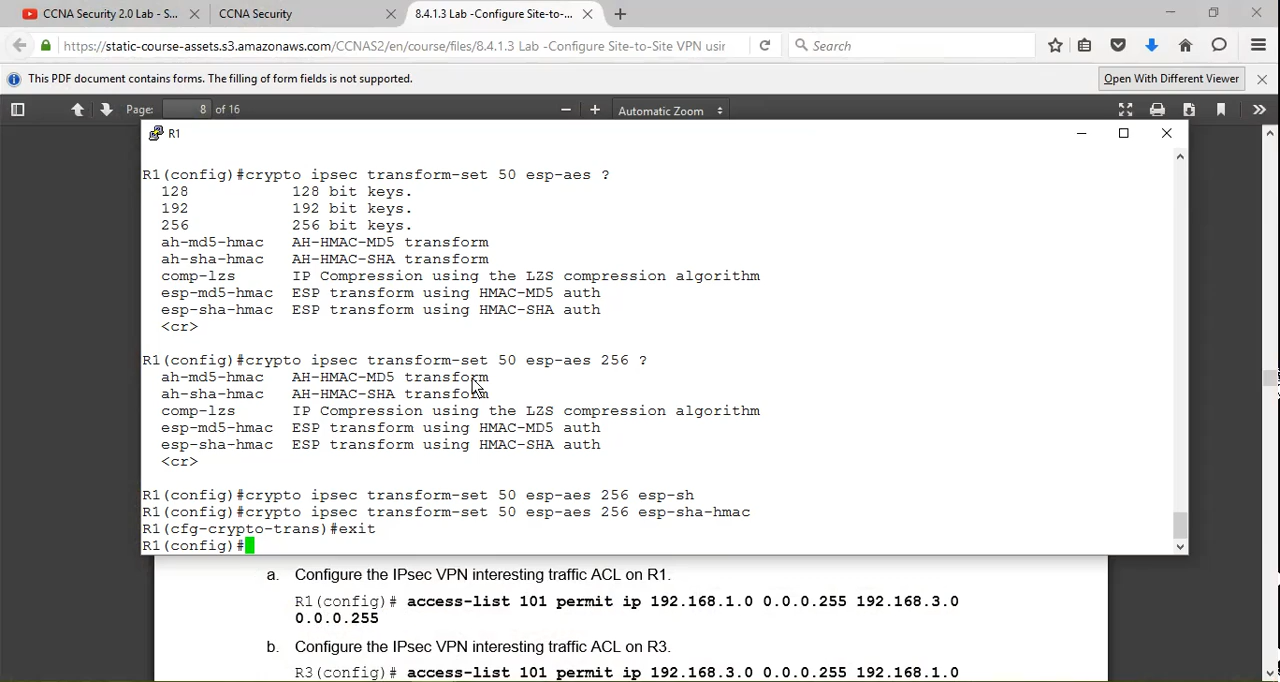 CCNA Security 2.0 Lab - S...
CCNA Security
8.4.1.3 Lab -Configure Site-to-...
https://static-course-assets.s3.amazonaws.com/CCNAS2/en/course/files/8.4.1.3 Lab -Configure Site-to-Site VPN usin
Search
This PDF document contains forms. The filling of form fields is not supported.
Open With Different Viewer
Page: 8 of 16
Automatic Zoom
R1
R1(config)#crypto ipsec transform-set 50 esp-aes ?
128 128 bit keys.
192 192 bit keys.
256 256 bit keys.
ah-md5-hmac AH-HMAC-MD5 transform
ah-sha-hmac AH-HMAC-SHA transform
comp-lzs IP Compression using the LZS compression algorithm
esp-md5-hmac ESP transform using HMAC-MD5 auth
esp-sha-hmac ESP transform using HMAC-SHA auth
<cr>
R1(config)#crypto ipsec transform-set 50 esp-aes 256 ?
ah-md5-hmac AH-HMAC-MD5 transform
ah-sha-hmac AH-HMAC-SHA transform
comp-lzs IP Compression using the LZS compression algorithm
esp-md5-hmac ESP transform using HMAC-MD5 auth
esp-sha-hmac ESP transform using HMAC-SHA auth
<cr>
R1(config)#crypto ipsec transform-set 50 esp-aes 256 esp-sh
R1(config)#crypto ipsec transform-set 50 esp-aes 256 esp-sha-hmac
R1(cfg-crypto-trans)#exit
R1(config)#
a. Configure the IPsec VPN interesting traffic ACL on R1.
R1(config)# access-list 101 permit ip 192.168.1.0 0.0.0.255 192.168.3.0
0.0.0.255
b. Configure the IPsec VPN interesting traffic ACL on R3.
R3(config)# access-list 101 permit ip 192.168.3.0 0.0.0.255 192.168.1.0